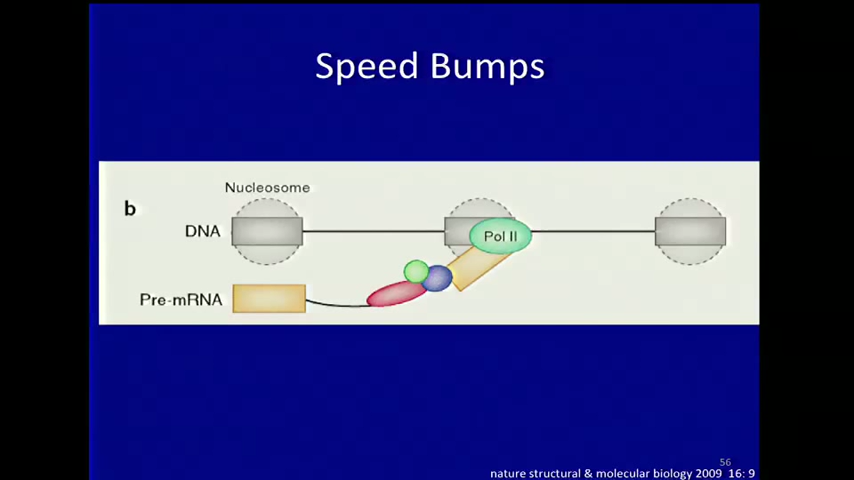 Speed Bumps
Nucleosome
b
DNA
Pol II
Pre-mRNA
56
nature structural & molecular biology 2009 16: 9